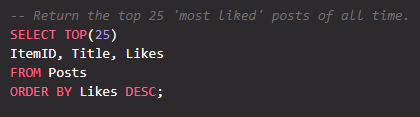 -- Return the top 25 'most liked' posts of all time.
SELECT TOP(25)
ItemID, Title, Likes
FROM Posts
ORDER BY Likes DESC;